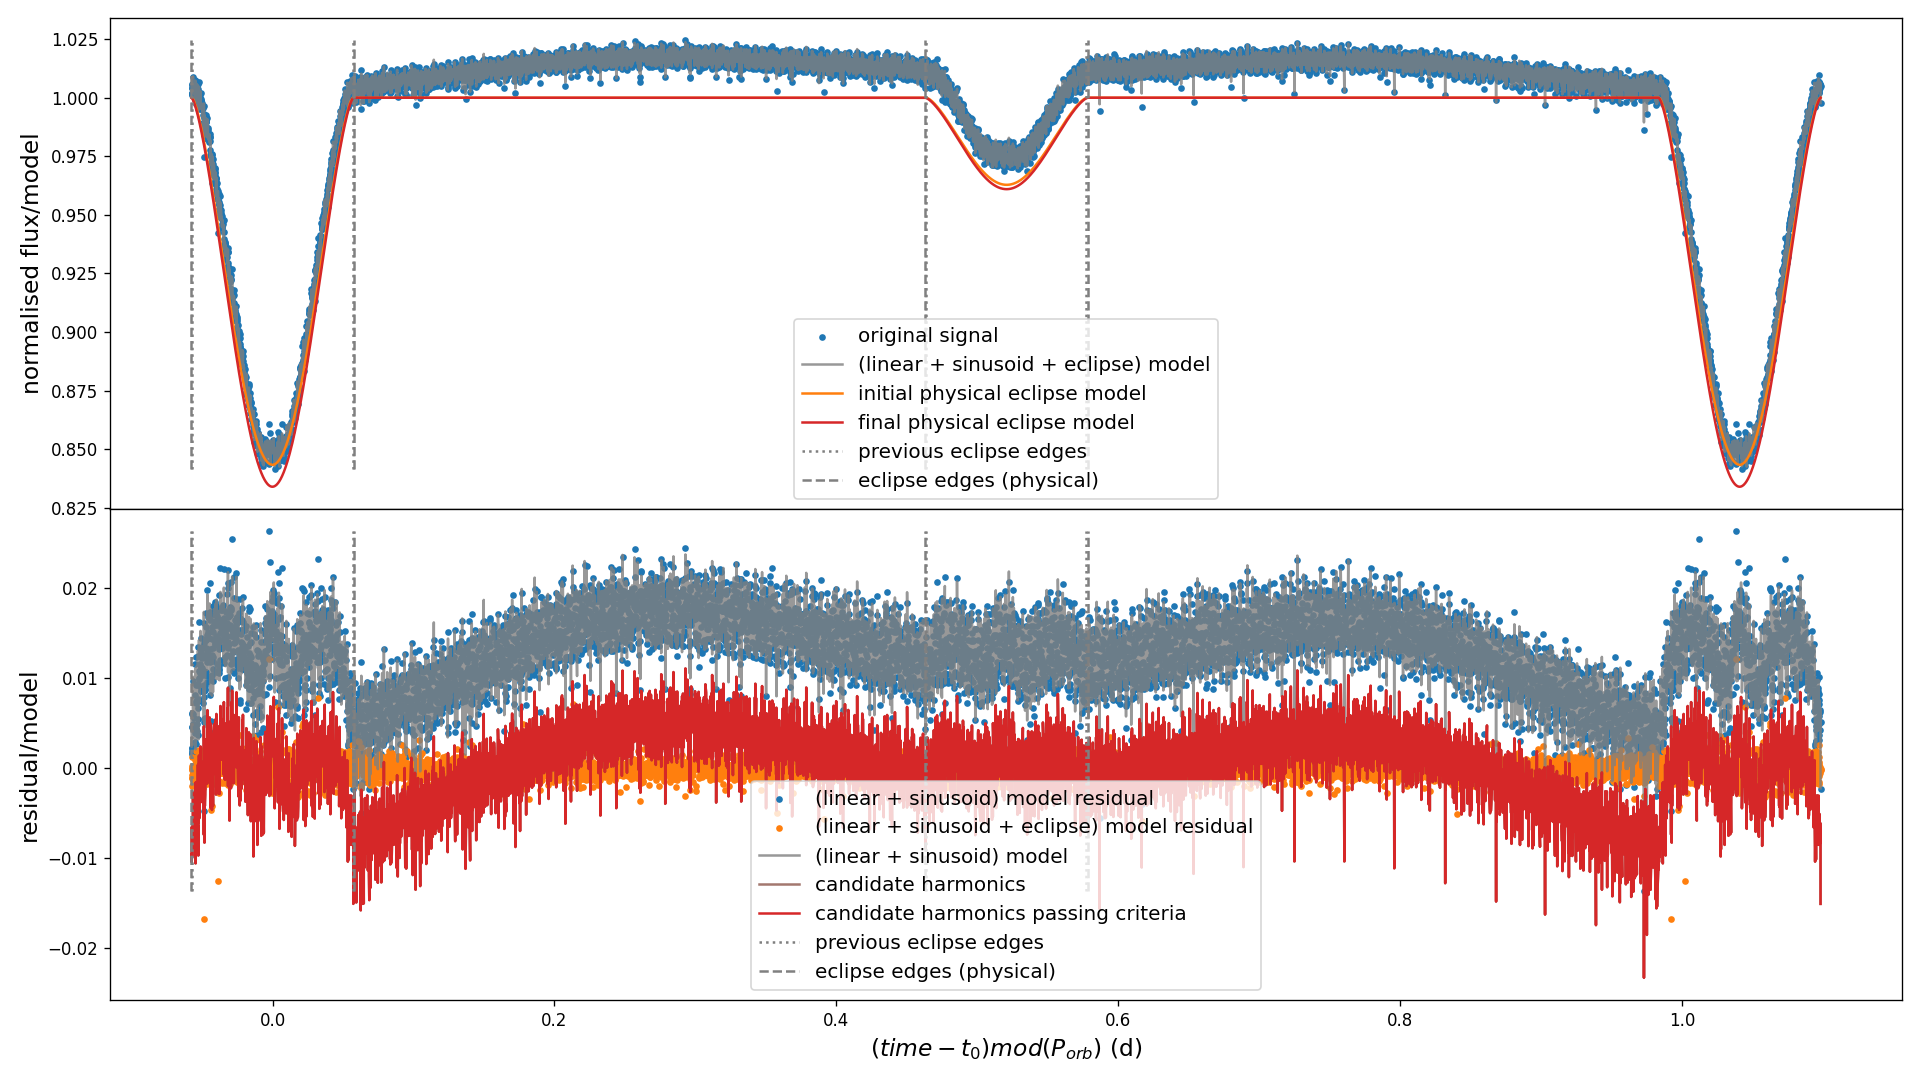 normalised flux/model
1.025
1.000
0.975
0.950
0.925
0.900
0.875
0.850
0.825
original signal
(linear + sinusoid + eclipse) model
initial physical eclipse model
final physical eclipse model
previous eclipse edges
eclipse edges (physical)
residual/model
0.02
0.01
0.00
−0.01
−0.02
(linear + sinusoid) model residual
(linear + sinusoid + eclipse) model residual
(linear + sinusoid) model
candidate harmonics
candidate harmonics passing criteria
previous eclipse edges
eclipse edges (physical)
0.0 0.2 0.4 0.6 0.8 1.0
(time − t₀)mod(P_orb) (d)